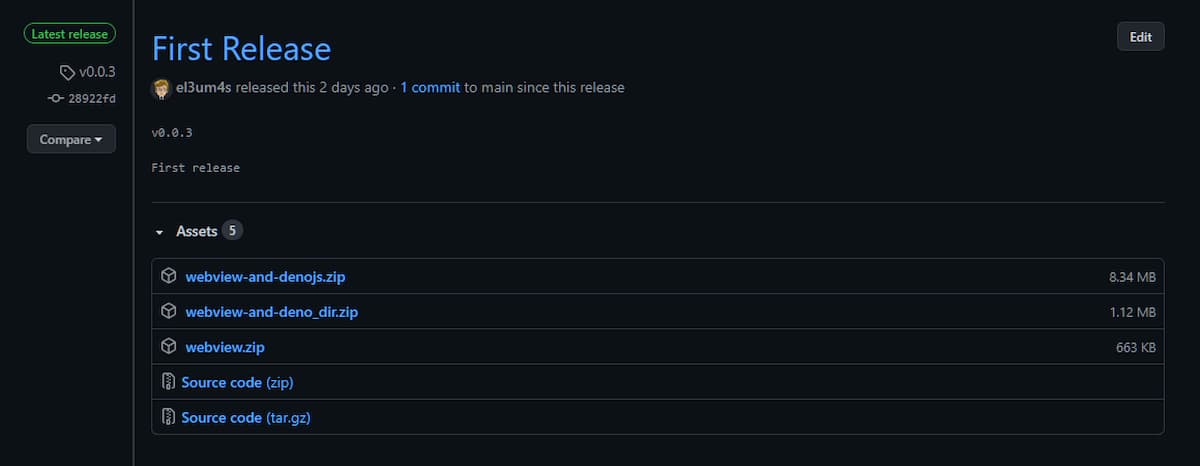 Latest release
v0.0.3
28922fd
Compare
First Release
Edit
el3um4s released this 2 days ago · 1 commit to main since this release
v0.0.3
First release
Assets 5
webview-and-denojs.zip 8.34 MB
webview-and-deno_dir.zip 1.12 MB
webview.zip 663 KB
Source code (zip)
Source code (tar.gz)